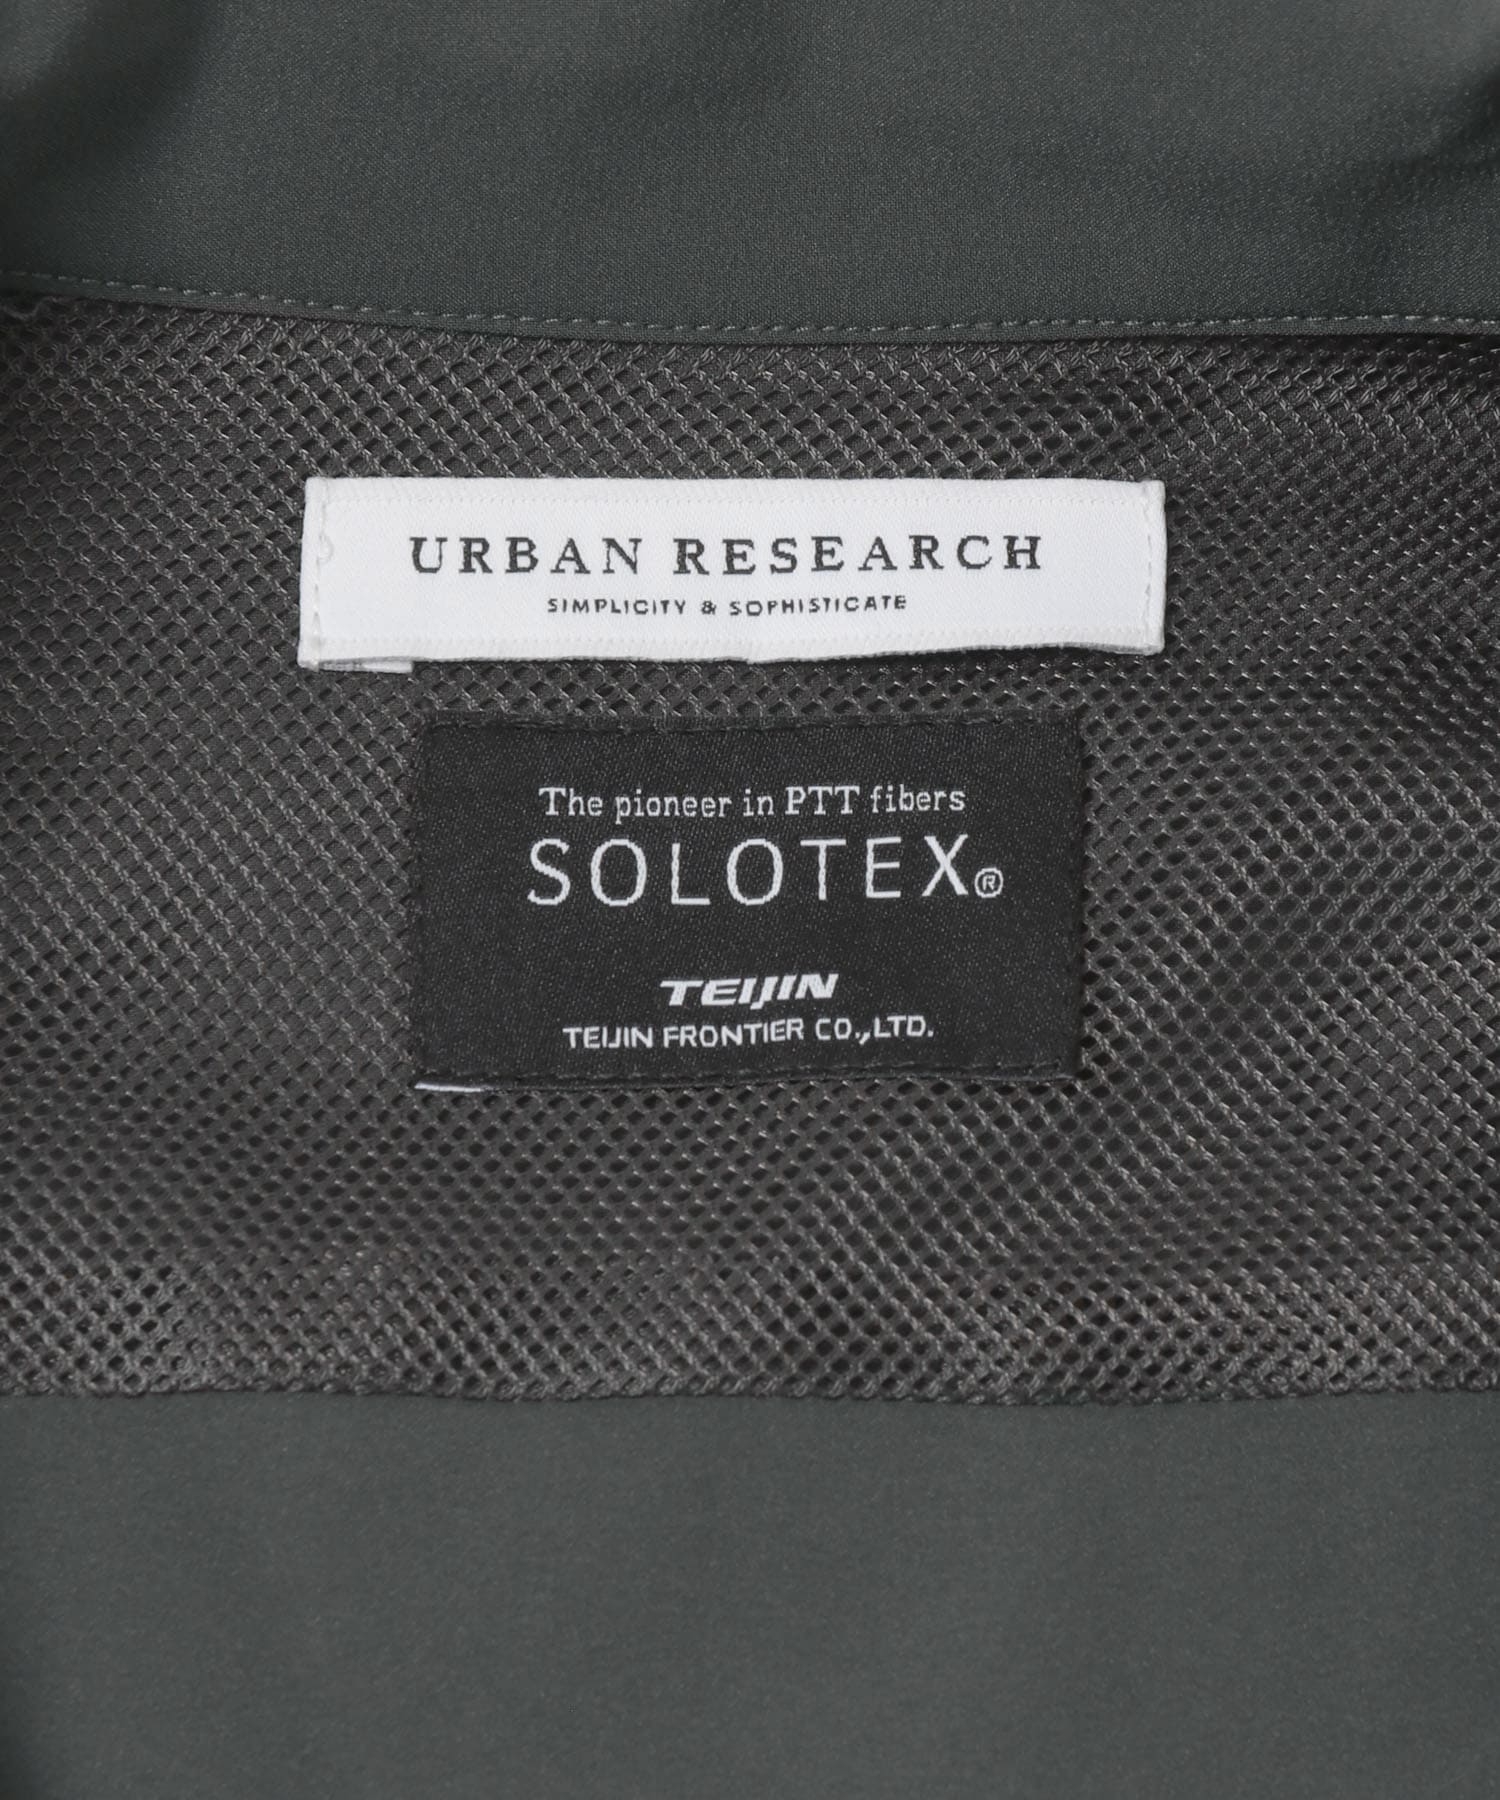 URBAN RESEARCH
SIMPLICITY & SOPHISTICATE
The pioneer in PTT fibers
SOLOTEX®
TEIJIN
TEIJIN FRONTIER CO.,LTD.